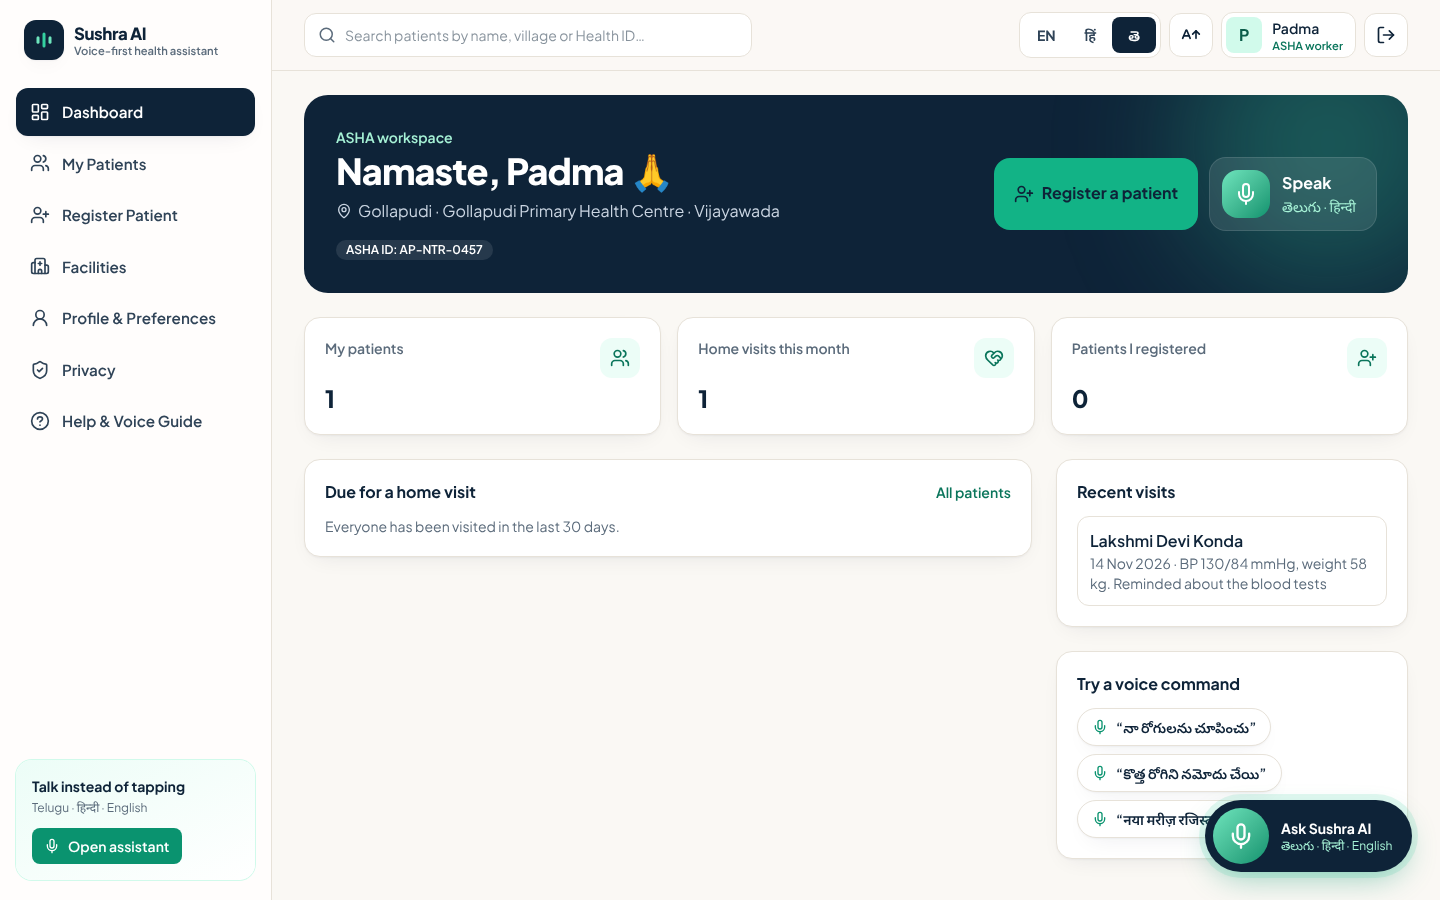 Sushra AI
Voice-first health assistant
Dashboard
My Patients
Register Patient
Facilities
Profile & Preferences
Privacy
Help & Voice Guide
Talk instead of tapping
Telugu · हिन्दी · English
Open assistant
Search patients by name, village or Health ID...
EN
हिं
తె
A↑
P
Padma
ASHA worker
ASHA workspace
Namaste, Padma 🙏
Gollapudi · Gollapudi Primary Health Centre · Vijayawada
ASHA ID: AP-NTR-0457
Register a patient
Speak
తెలుగు · हिन्दी
My patients
1
Home visits this month
1
Patients I registered
0
Due for a home visit
All patients
Everyone has been visited in the last 30 days.
Recent visits
Lakshmi Devi Konda
14 Nov 2026 · BP 130/84 mmHg, weight 58
kg. Reminded about the blood tests
Try a voice command
“నా రోగులను చూపించు”
“కొత్త రోగిని నమోదు చేయి”
“नया मरीज़
Ask Sushra AI
తెలుగు · हिन्दी · English